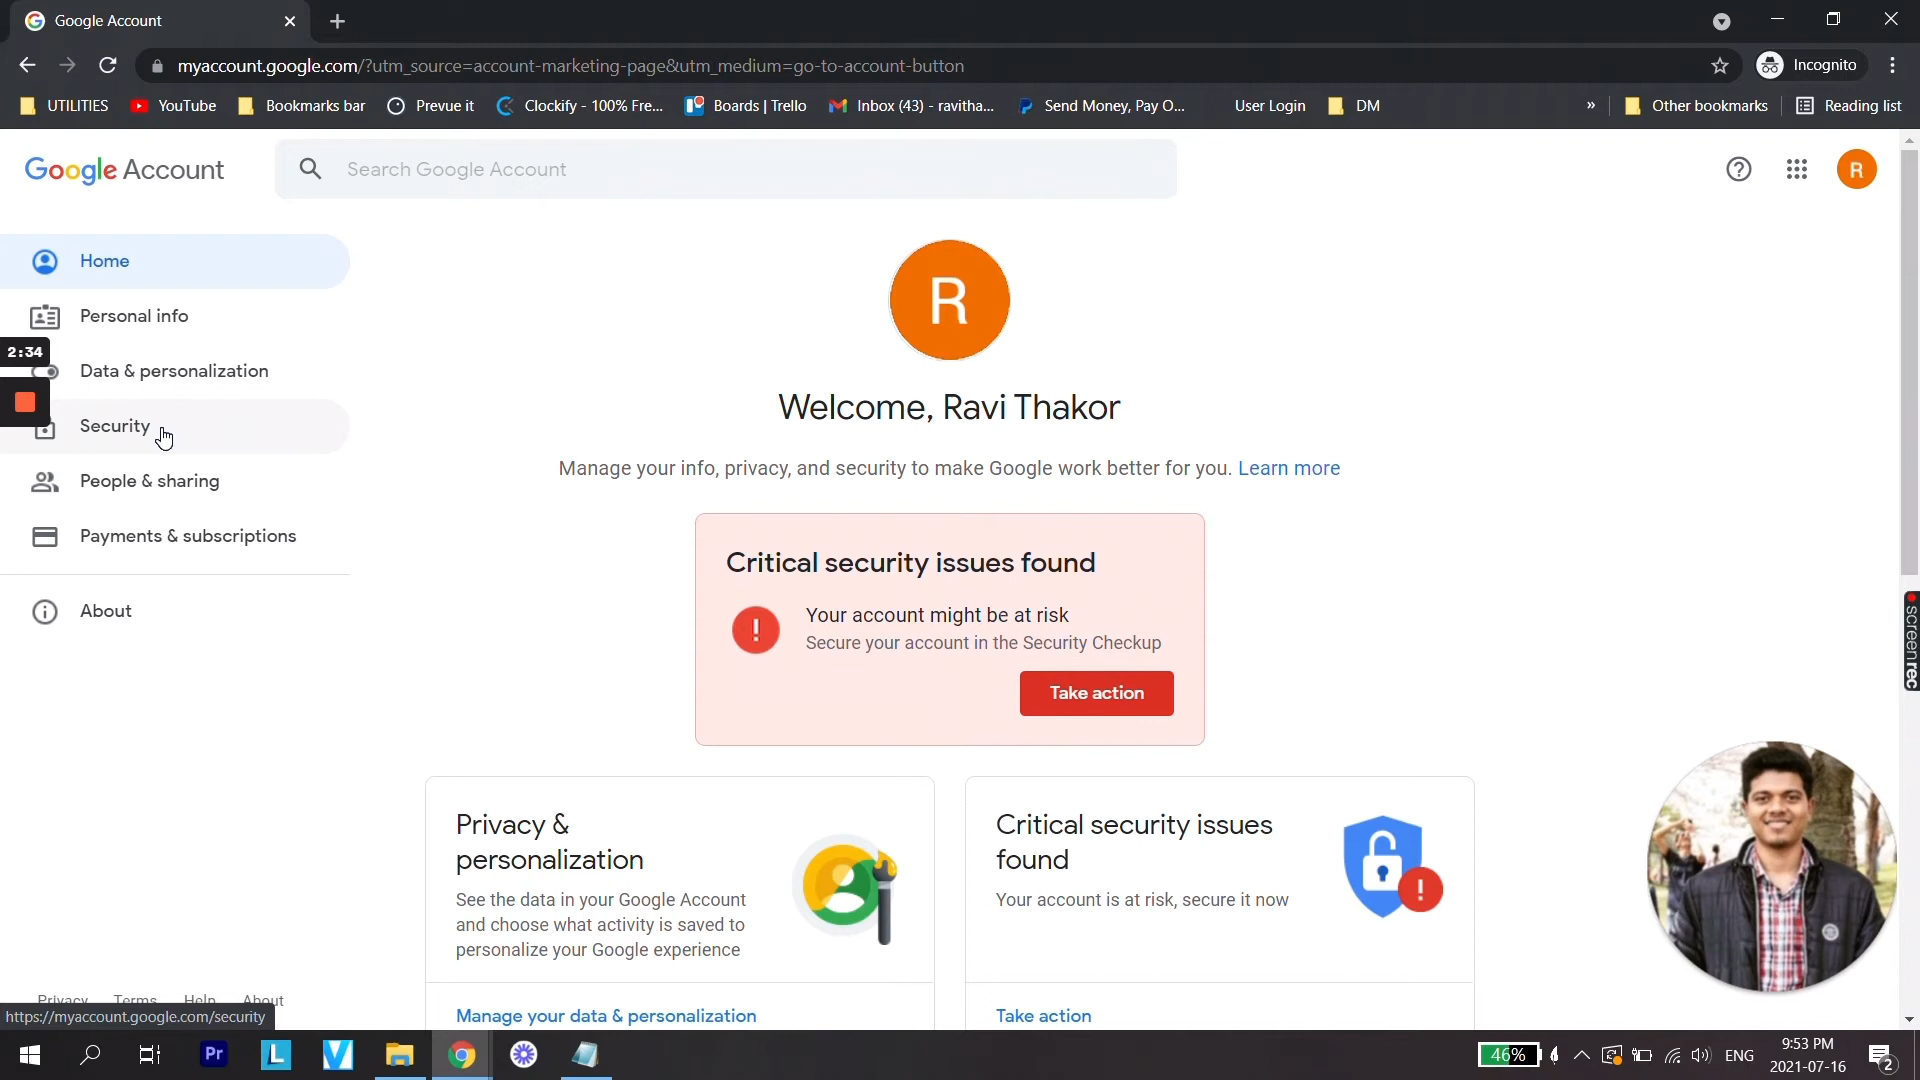 Google Account
myaccount.google.com/?utm_source=account-marketing-page&utm_medium=go-to-account-button
Incognito
UTILITIES
YouTube
Bookmarks bar
Prevue it
Clockify - 100% Fre...
Boards | Trello
Inbox (43) - ravitha...
Send Money, Pay O...
User Login
DM
»
Other bookmarks
Reading list
Google Account
Search Google Account
R
Home
Personal info
2:34
Data & personalization
Security
People & sharing
Payments & subscriptions
About
R
Welcome, Ravi Thakor
Manage your info, privacy, and security to make Google work better for you. Learn more
Critical security issues found
Your account might be at risk
Secure your account in the Security Checkup
Take action
screenrec
Privacy &
personalization
See the data in your Google Account
and choose what activity is saved to
personalize your Google experience
Manage your data & personalization
Critical security issues
found
Your account is at risk, secure it now
Take action
Privacy Terms Help About
https://myaccount.google.com/security
Pr
L
V
46%
ENG
9:53 PM
2021-07-16
2